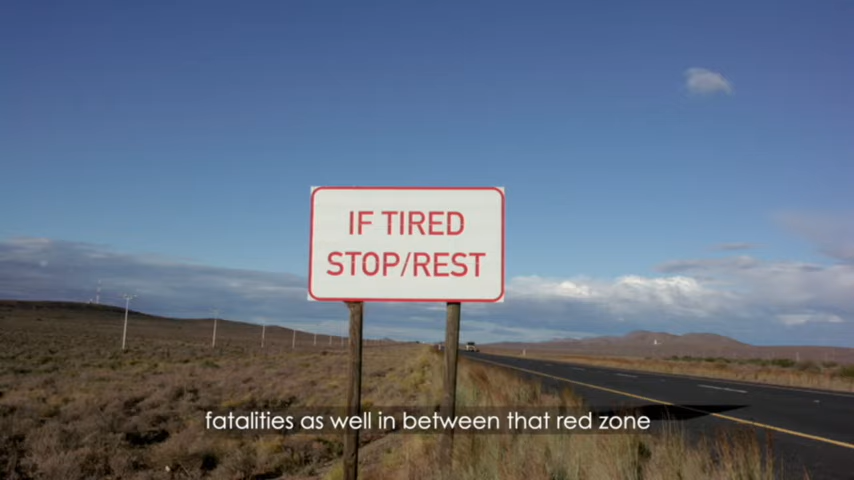 IF TIRED
STOP/REST
fatalities as well in between that red zone